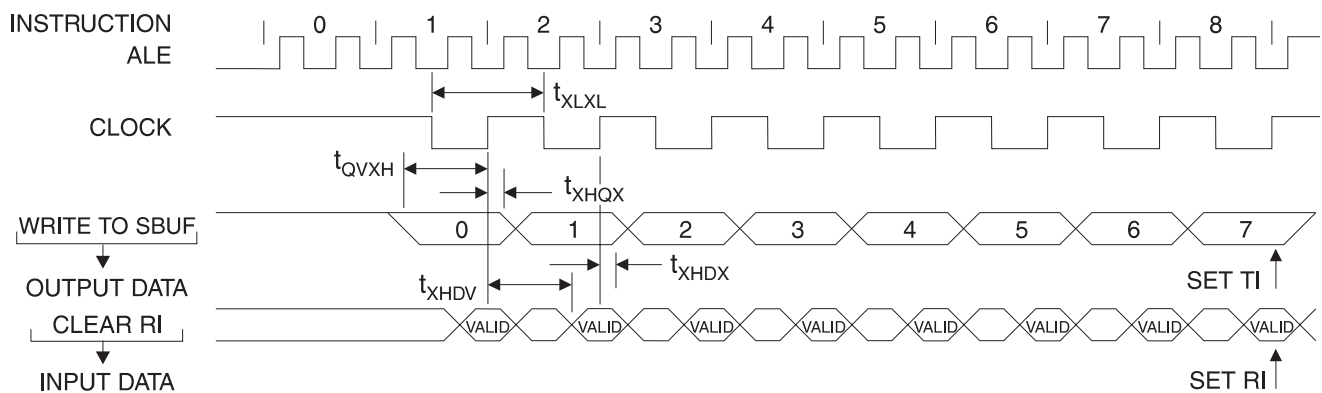 INSTRUCTION 0 1 2 3 4 5 6 7 8
ALE
tXLXL
CLOCK
tQVXH
tXHQX
WRITE TO SBUF 0 1 2 3 4 5 6 7
tXHDX
SET TI
tXHDV
OUTPUT DATA
CLEAR RI VALID VALID VALID VALID VALID VALID VALID VALID
INPUT DATA
SET RI